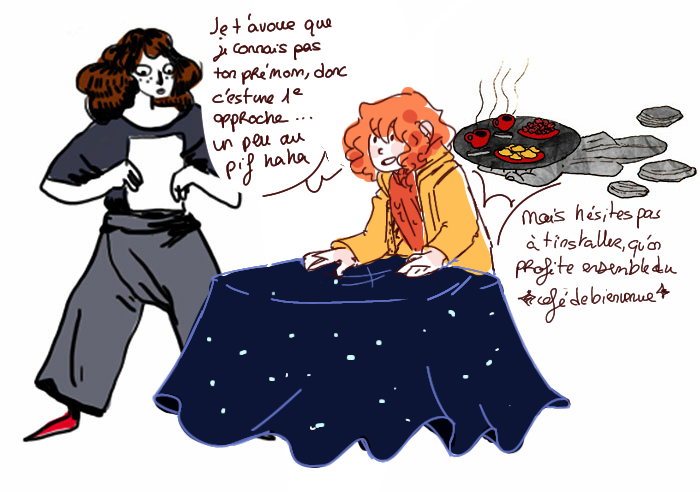 Je t'avoue que
je connais pas
ton prénom, donc
c'est une 1e
approche...
un peu au
pif haha
mais hésites pas
à t'installer, qu'on
profite ensemble du
café de bienvenue